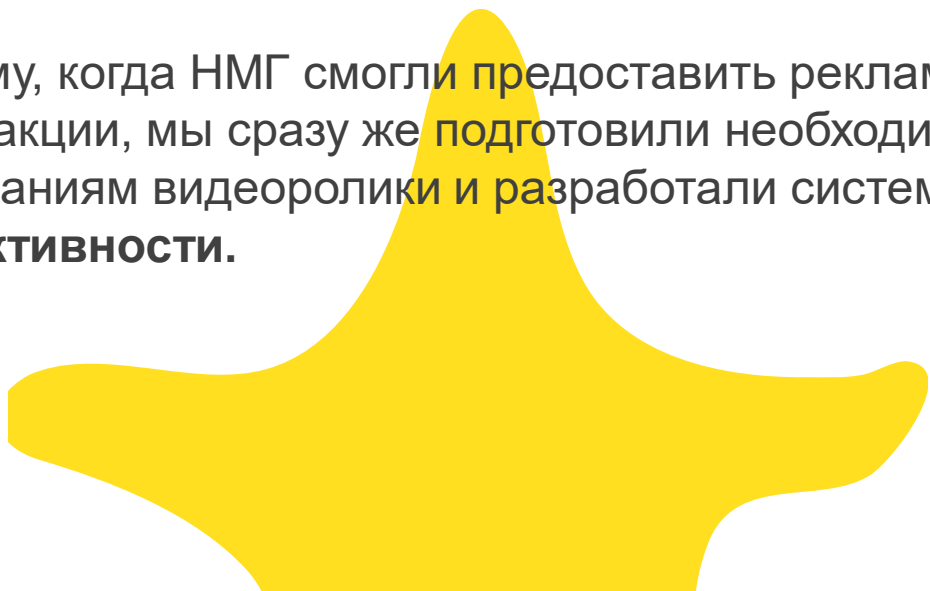 му, когда НМГ смогли предоставить реклам
акции, мы сразу же подготовили необходи
аниям видеоролики и разработали систем
ктивности.